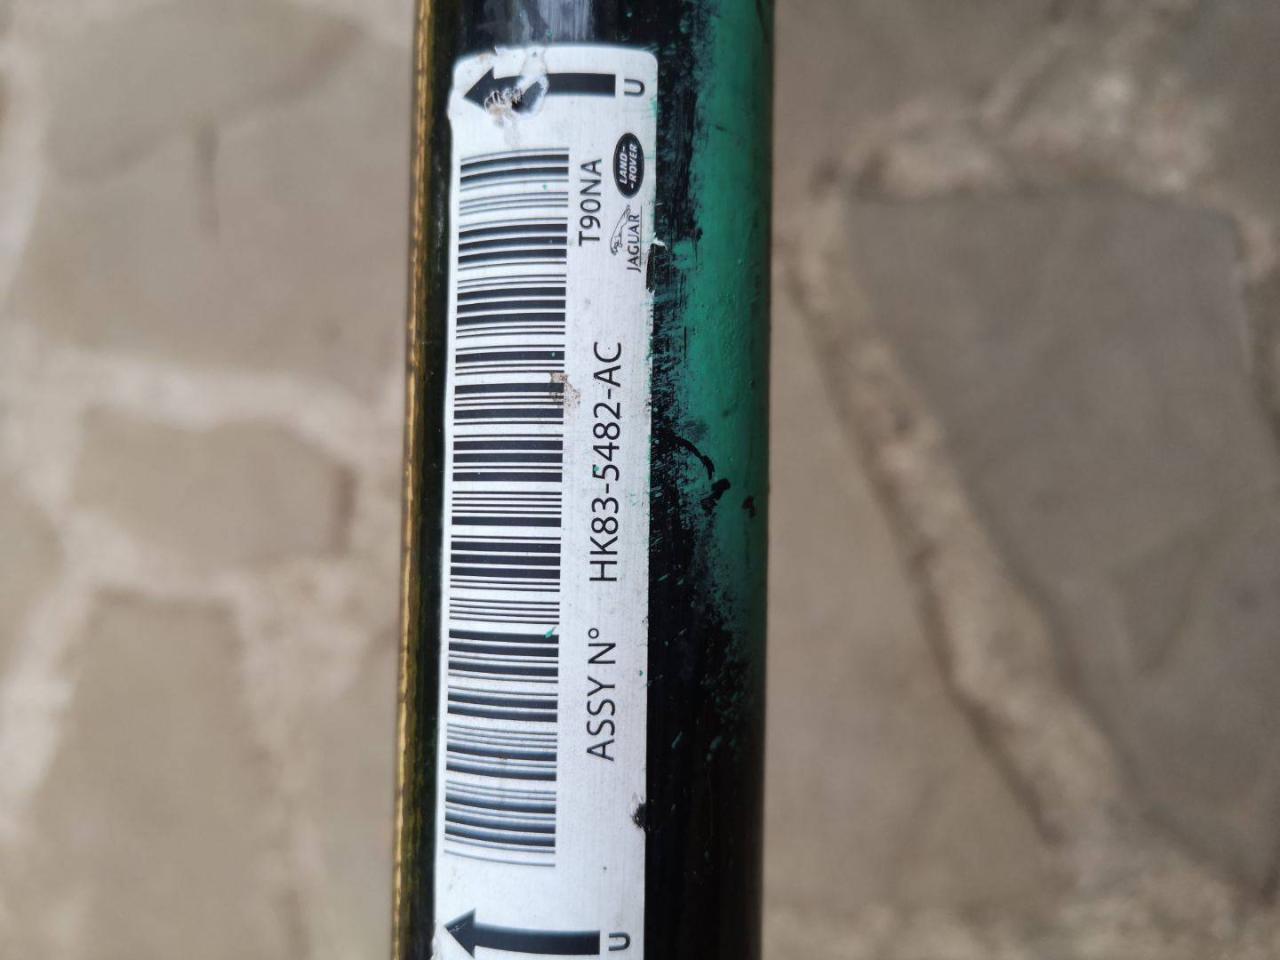 U
T90NA
LAND-
-ROVER
JAGUAR
ASSY N° HK83-5482-AC
U